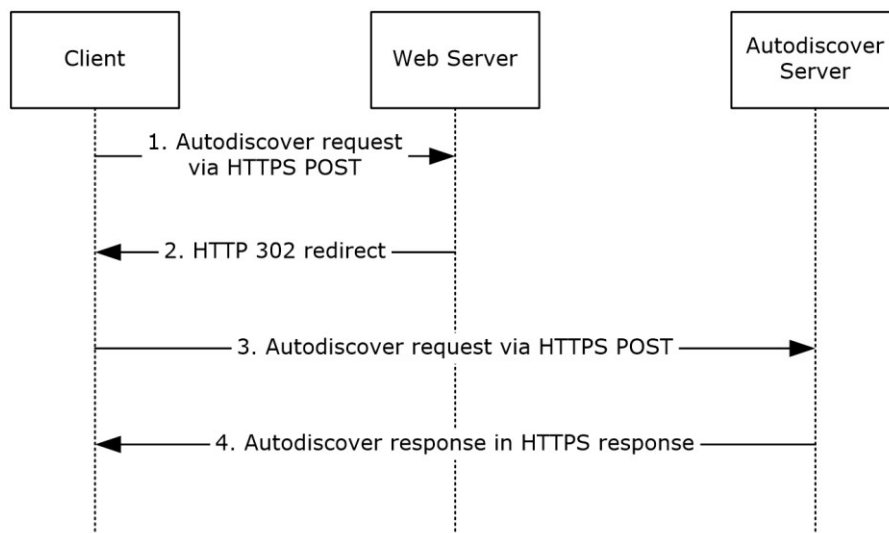 Client
Web Server
Autodiscover
Server
1. Autodiscover request
via HTTPS POST
2. HTTP 302 redirect
3. Autodiscover request via HTTPS POST
4. Autodiscover response in HTTPS response